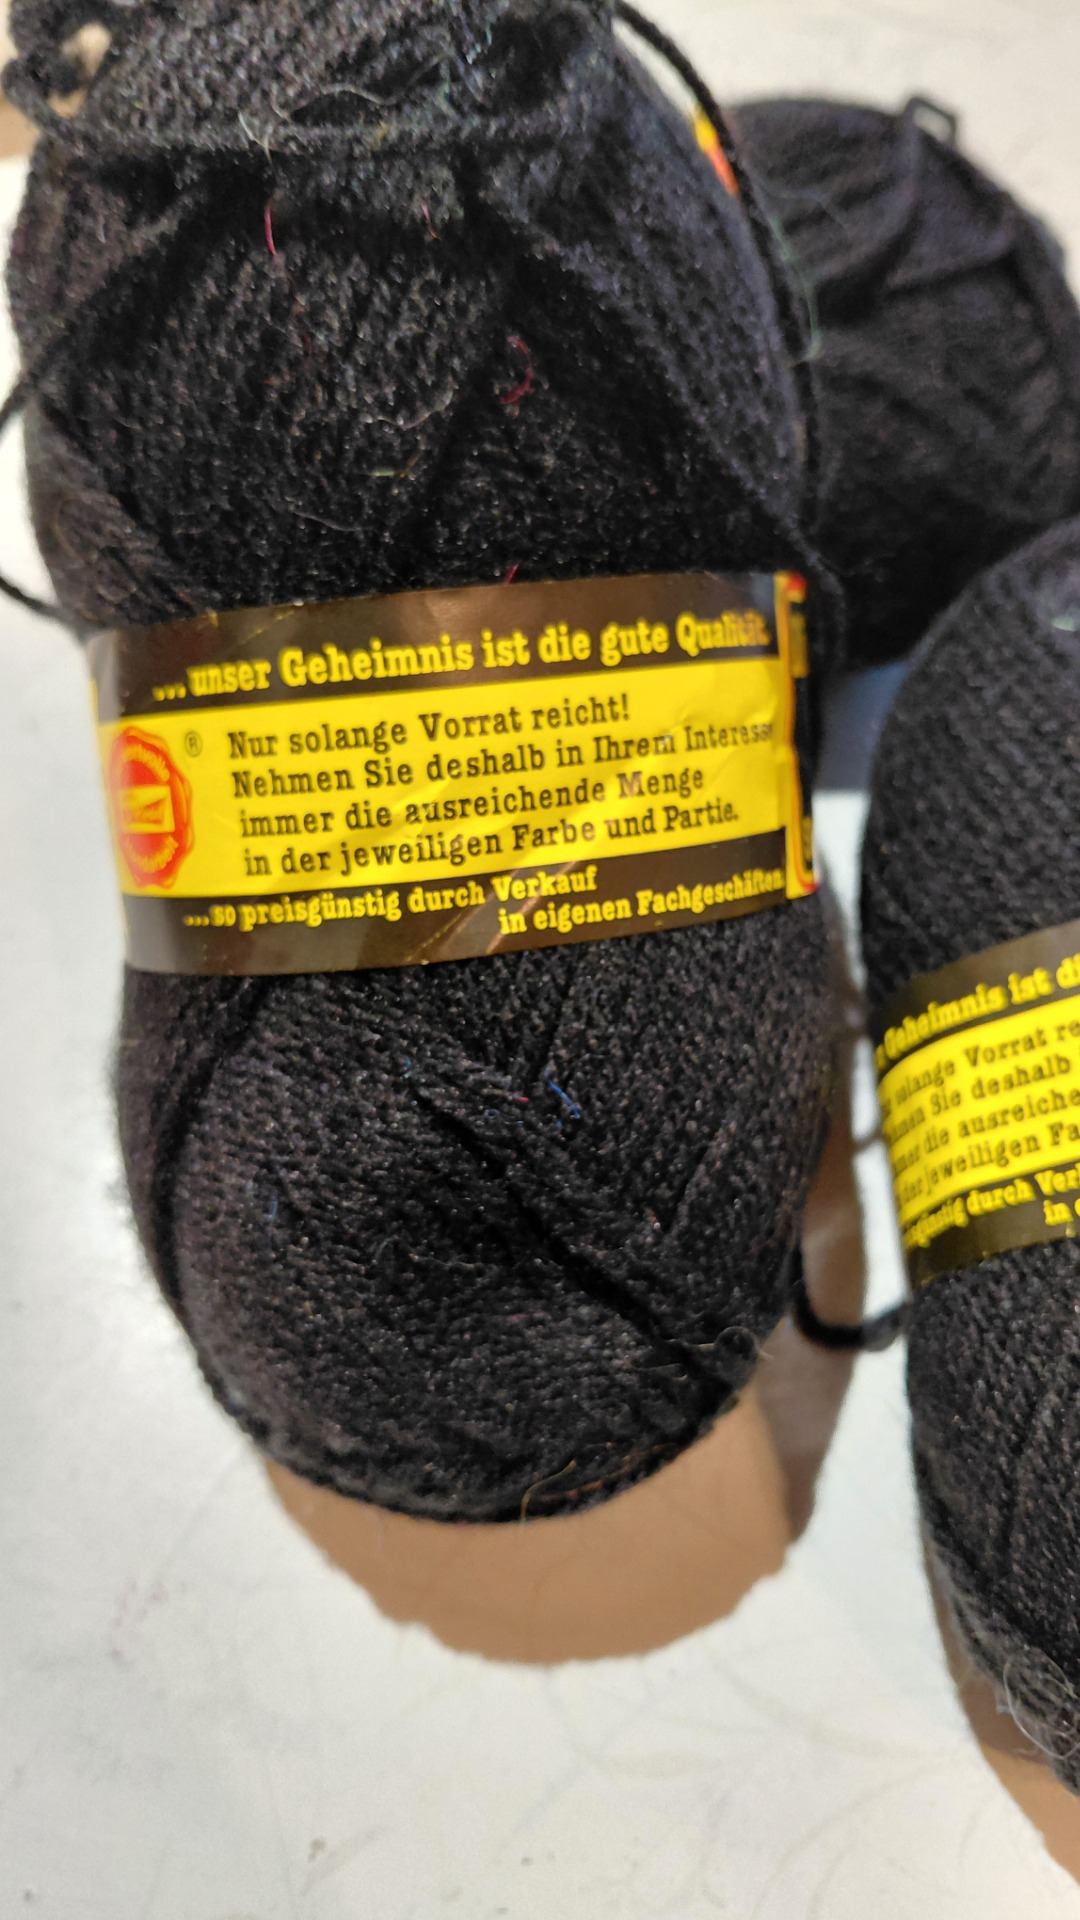 ...unser Geheimnis ist die gute Qualität.
®
Nur solange Vorrat reicht!
Nehmen Sie deshalb in Ihrem Interesse
immer die ausreichende Menge
in der jeweiligen Farbe und Partie.
...so preisgünstig durch Verkauf
in eigenen Fachgeschäften.
Geheimnis ist di
solange Vorrat re
Sie deshalb
die ausreiche
jeweiligen Fa
durch Ver
in